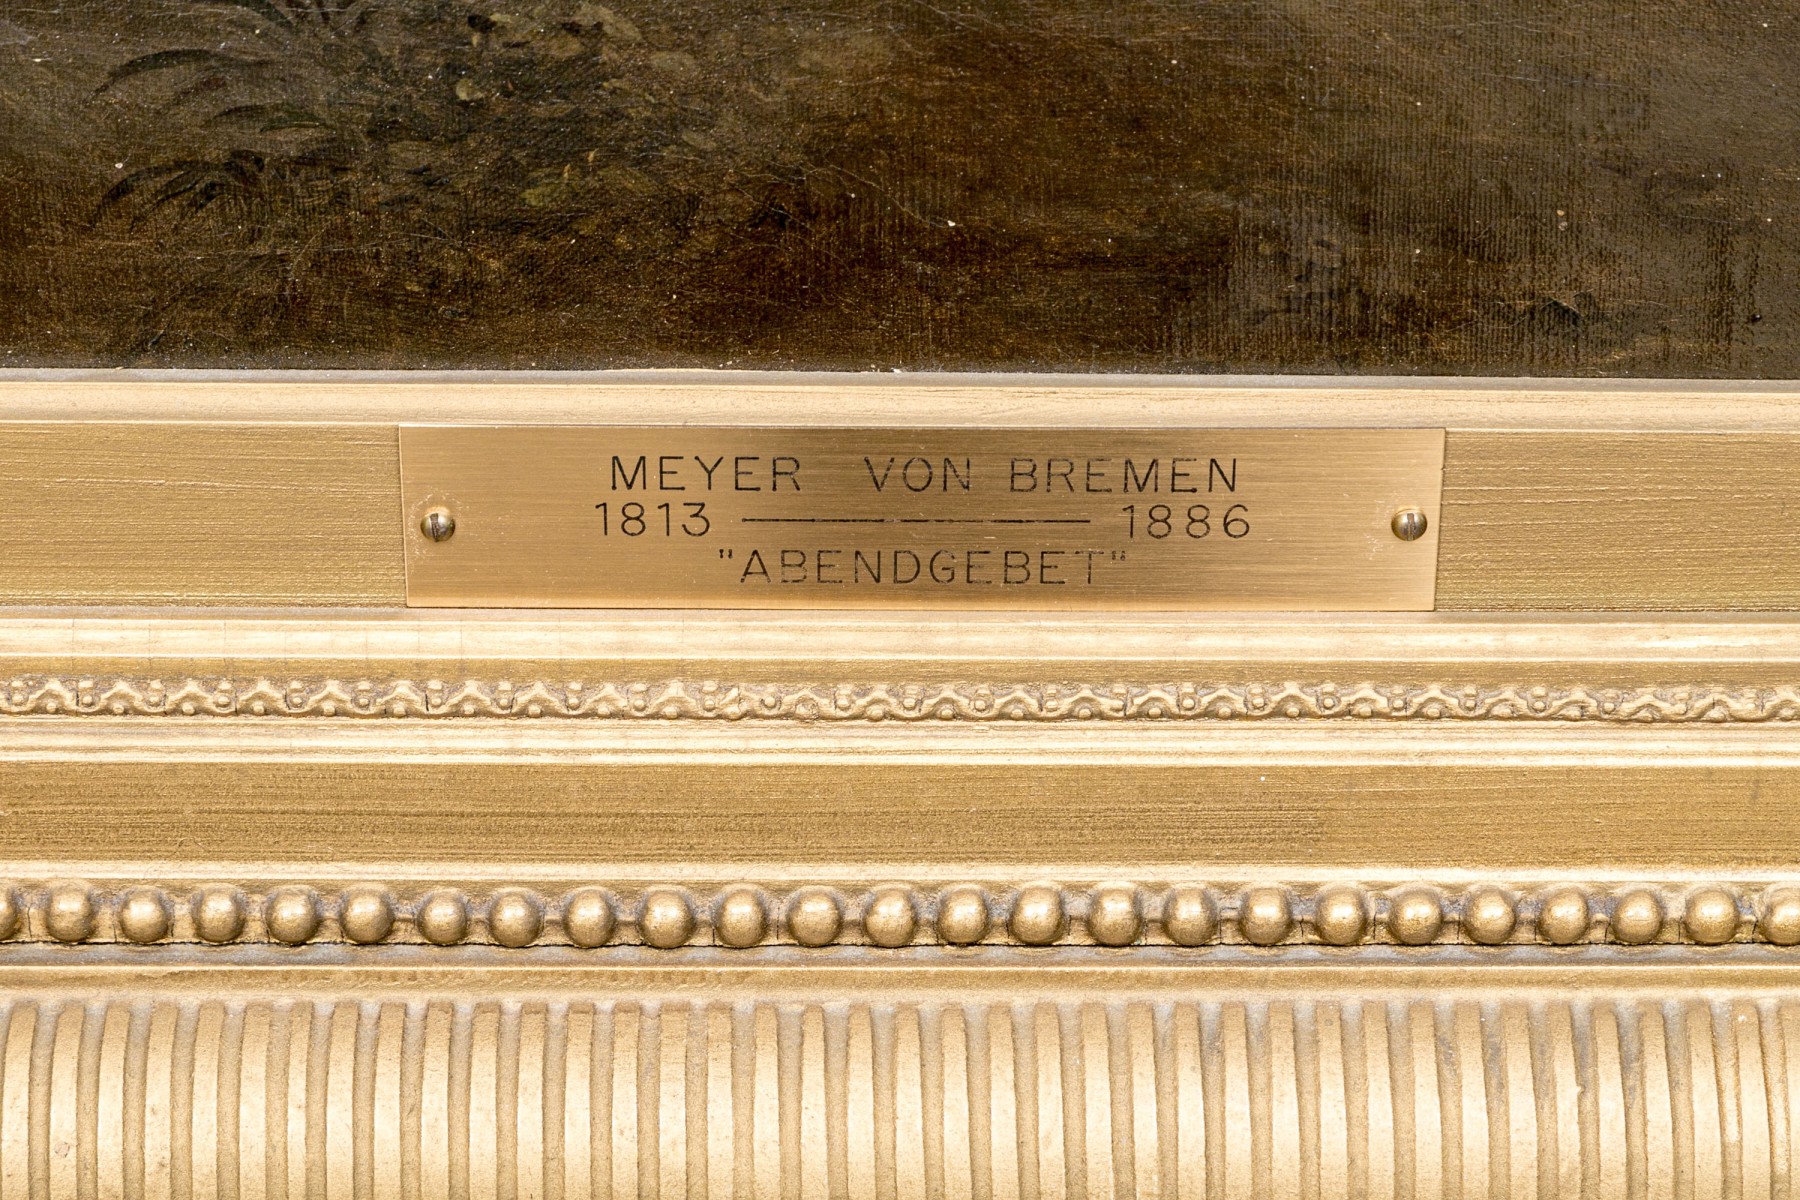 MEYER VON BREMEN
1813 — 1886
"ABENDGEBET"